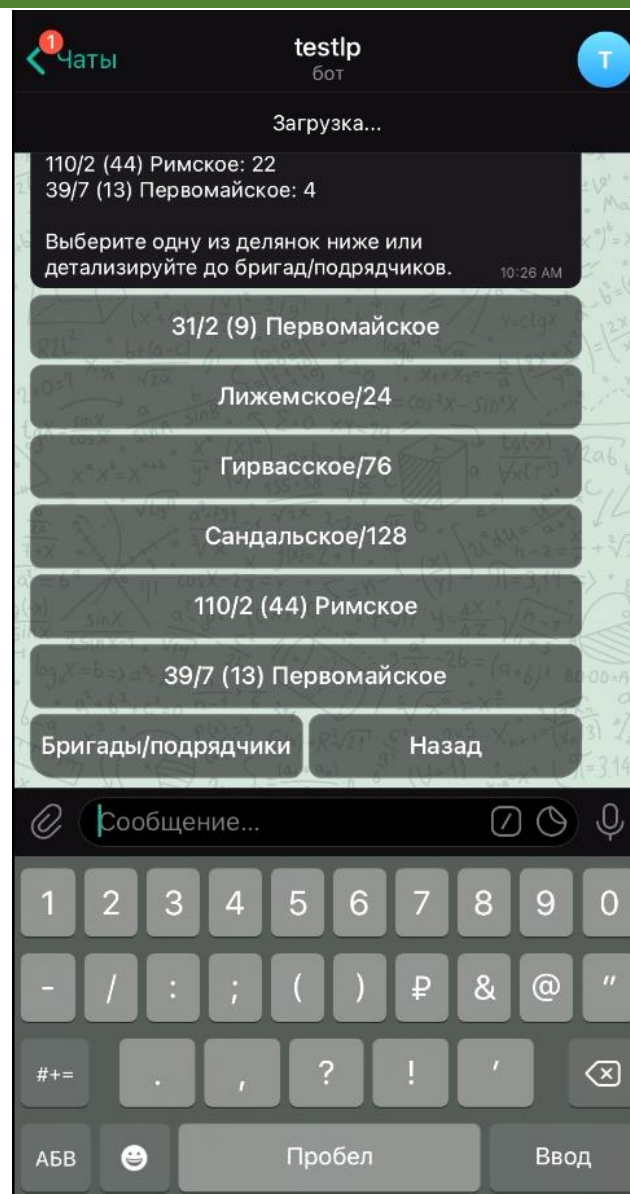 1
Чаты
testlp
бот
T
Загрузка...
110/2 (44) Римское: 22
39/7 (13) Первомайское: 4
Выберите одну из делянок ниже или
детализируйте до бригад/подрядчиков.
10:26 AM
31/2 (9) Первомайское
Лижемское/24
Гирвасское/76
Сандальское/128
110/2 (44) Римское
39/7 (13) Первомайское
Бригады/подрядчики Назад
Сообщение...
1 2 3 4 5 6 7 8 9 0
- / : ; ( ) ₽ & @ "
#+= . , ? ! '
АБВ Пробел Ввод